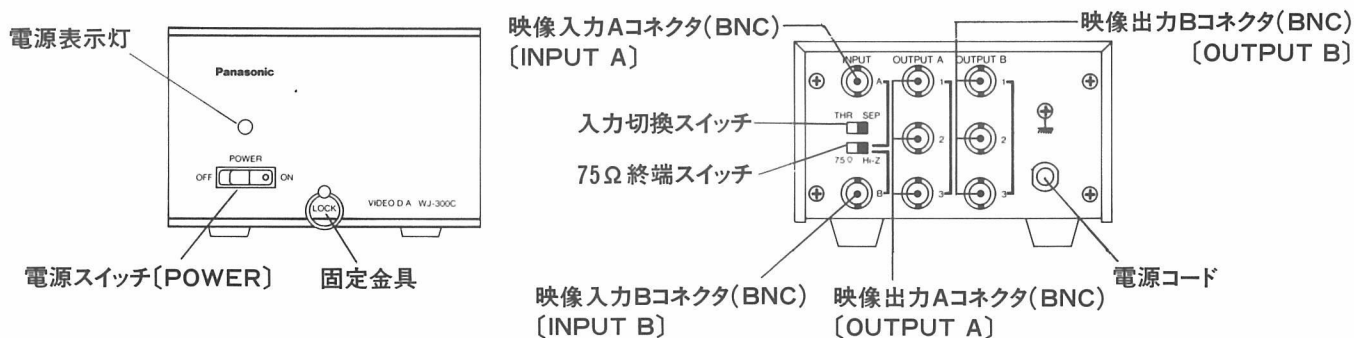 電源表示灯
Panasonic
POWER
OFF
ON
LOCK
VIDEO D A WJ-300C
電源スイッチ〔POWER〕
固定金具
映像入力Aコネクタ(BNC)
〔INPUT A〕
映像出力Bコネクタ(BNC)
〔OUTPUT B〕
INPUT
OUTPUT A
OUTPUT B
A
1
1
THR SEP
入力切換スイッチ
2
2
75Ω Hi-Z
75Ω終端スイッチ
B
3
3
電源コード
映像入力Bコネクタ(BNC)
〔INPUT B〕
映像出力Aコネクタ(BNC)
〔OUTPUT A〕